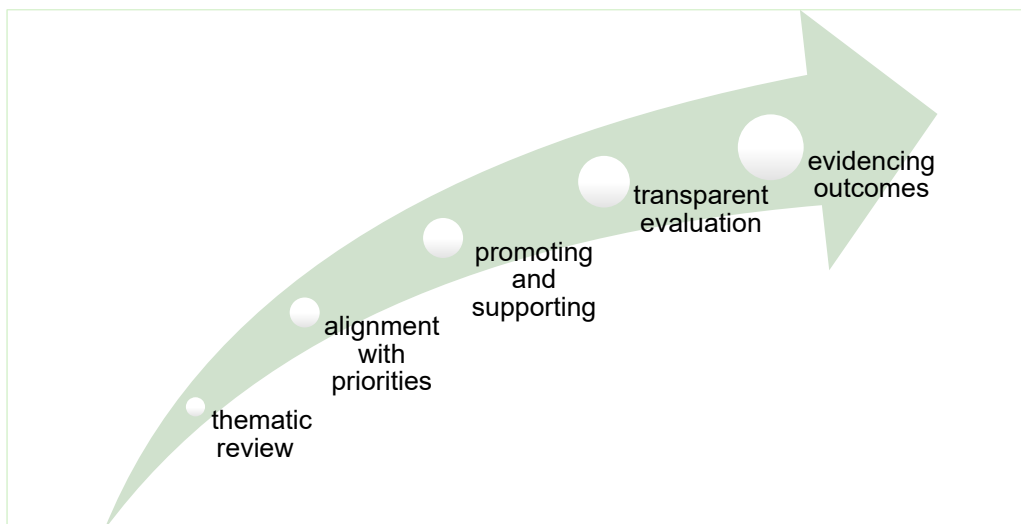 thematic
review
alignment
with
priorities
promoting
and
supporting
transparent
evaluation
evidencing
outcomes